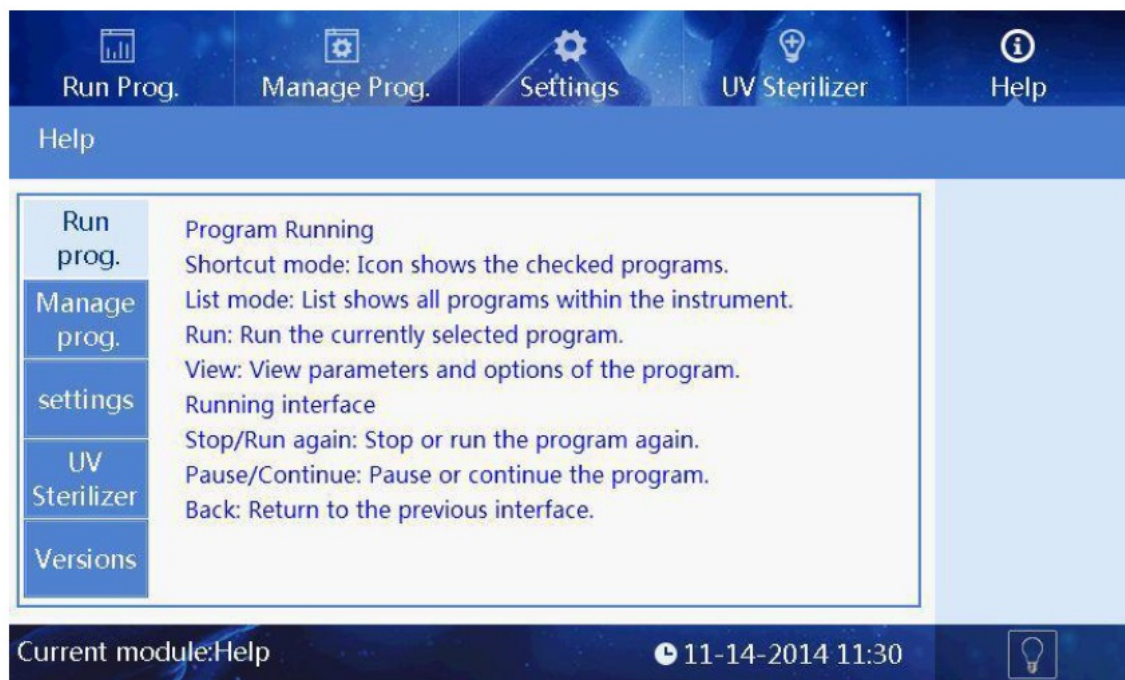 Run Prog.
Manage Prog.
Settings
UV Sterilizer
Help
Help
Run
prog.
Manage
prog.
settings
UV
Sterilizer
Versions
Program Running
Shortcut mode: Icon shows the checked programs.
List mode: List shows all programs within the instrument.
Run: Run the currently selected program.
View: View parameters and options of the program.
Running interface
Stop/Run again: Stop or run the program again.
Pause/Continue: Pause or continue the program.
Back: Return to the previous interface.
Current module:Help
11-14-2014 11:30